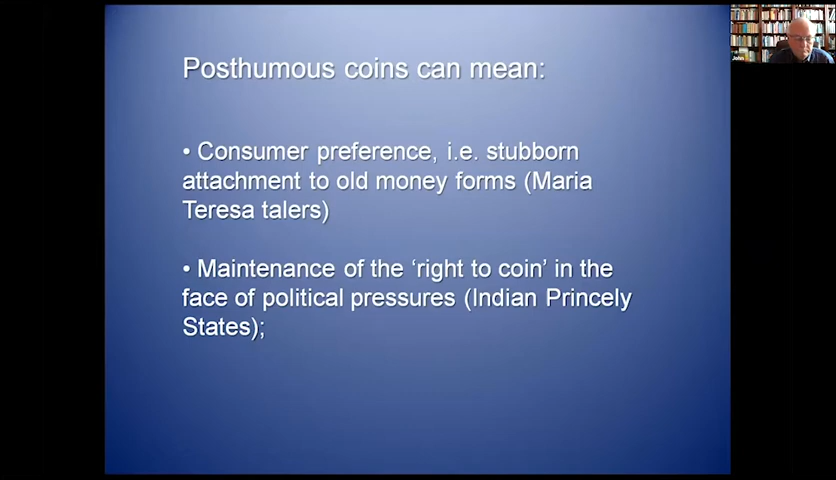 Posthumous coins can mean:
• Consumer preference, i.e. stubborn
attachment to old money forms (Maria
Teresa talers)
• Maintenance of the ‘right to coin’ in the
face of political pressures (Indian Princely
States);
John